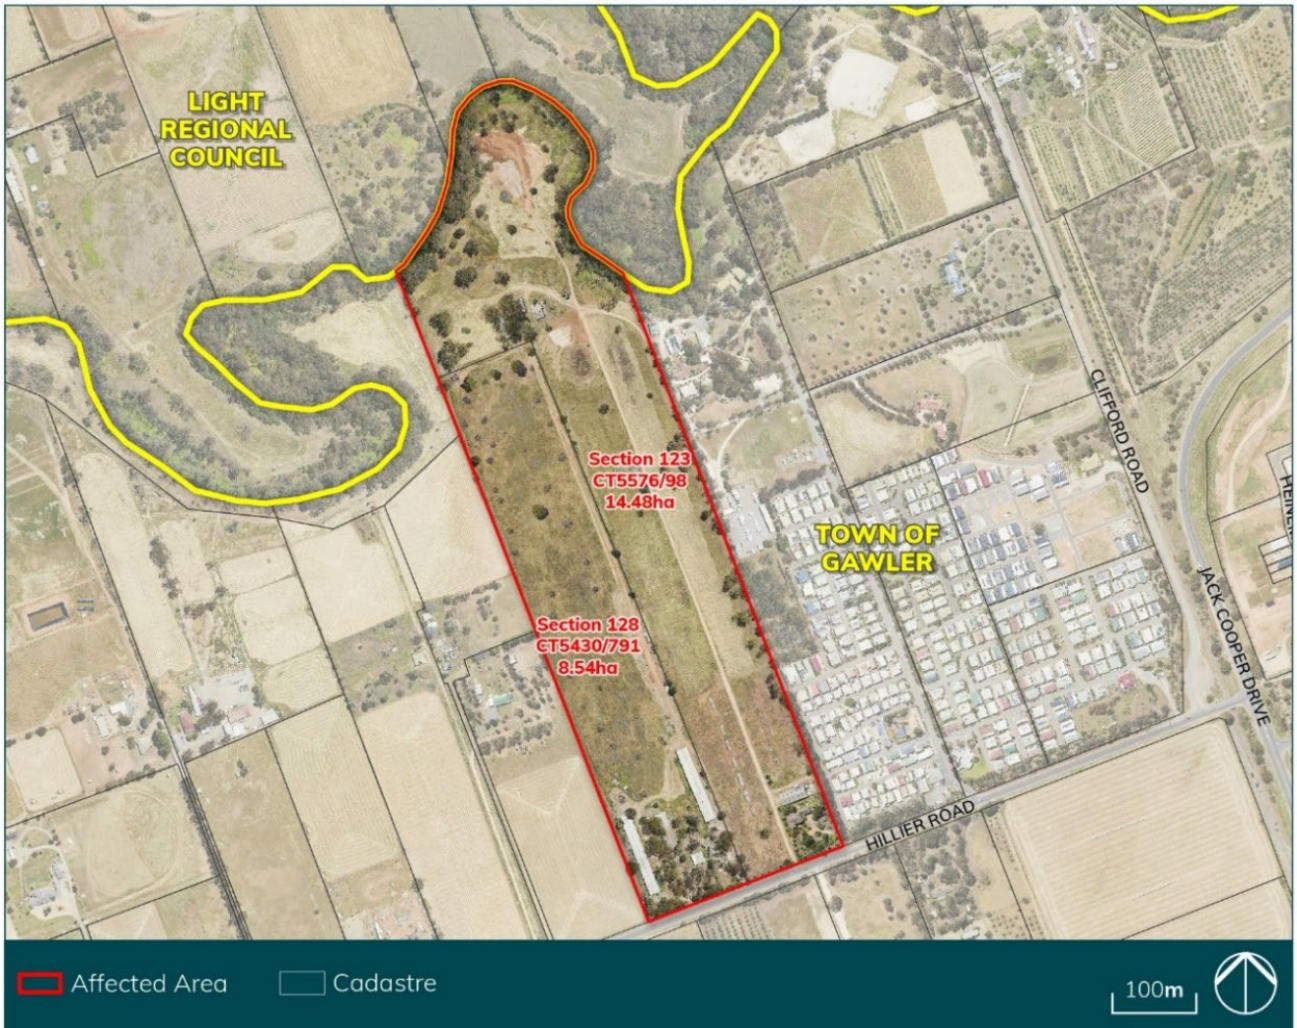 LIGHT
REGIONAL
COUNCIL
CLIFFORD ROAD
Section 123
CT5576/98
14.48ha
TOWN OF
GAWLER
JACK COOPER DRIVE
Section 128
CT5430/791
8.54ha
HILLIER ROAD
Affected Area
Cadastre
100m